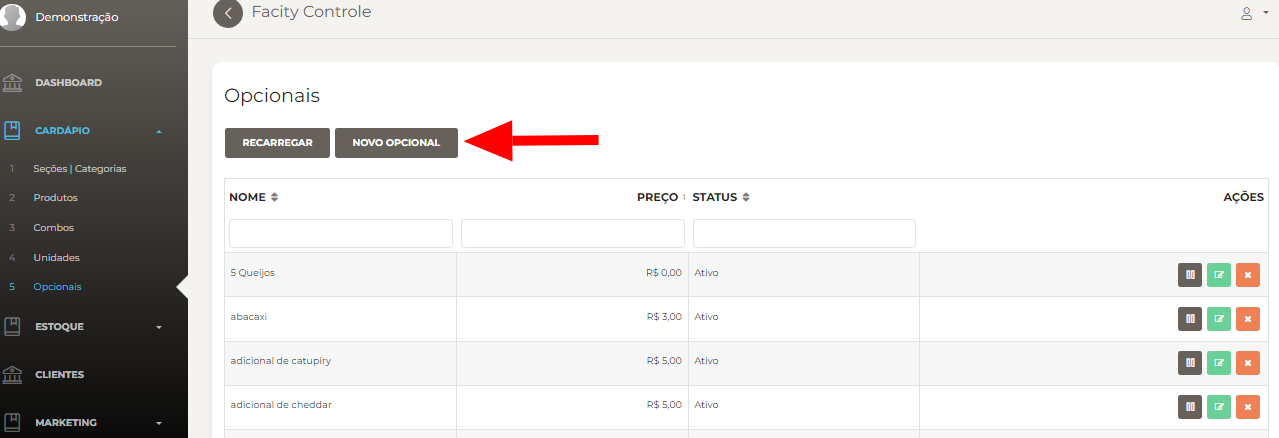 Demonstração
Facity Controle
DASHBOARD
CARDÁPIO
1 Seções | Categorias
2 Produtos
3 Combos
4 Unidades
5 Opcionais
ESTOQUE
CLIENTES
MARKETING
Opcionais
RECARREGAR NOVO OPCIONAL
NOME PREÇO STATUS AÇÕES
5 Queijos R$ 0,00 Ativo
abacaxi R$ 3,00 Ativo
adicional de catupiry R$ 5,00 Ativo
adicional de cheddar R$ 5,00 Ativo